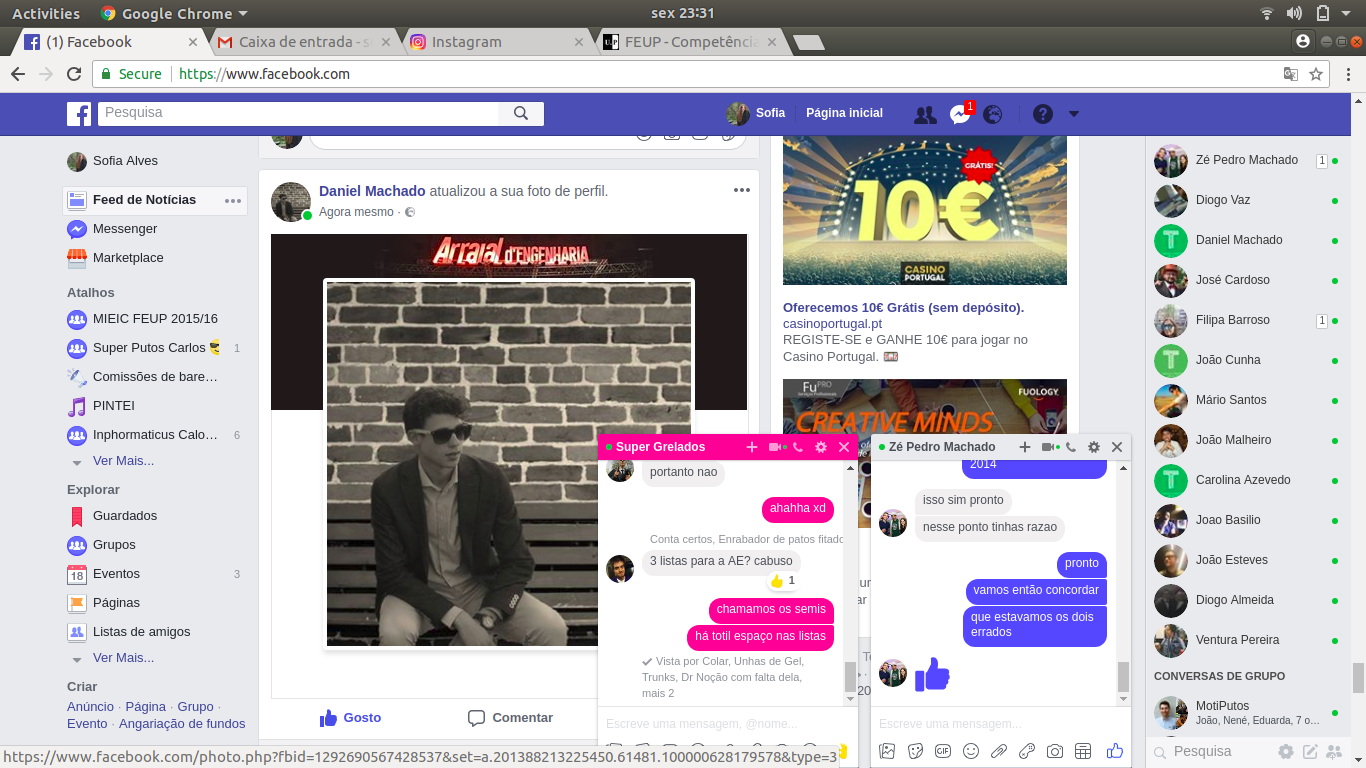 Activities
Google Chrome
sex 23:31
(1) Facebook
Caixa de entrada - s
Instagram
FEUP - Competência
Secure
https://www.facebook.com
Pesquisa
Sofia
Página inicial
1
Sofia Alves
Feed de Notícias
Messenger
Marketplace
Atalhos
MIEIC FEUP 2015/16
Super Putos Carlos
1
Comissões de bare…
PINTEI
Inphormaticus Calo…
6
Ver Mais...
Explorar
Guardados
Grupos
18
Eventos
3
Páginas
Listas de amigos
Ver Mais...
Criar
Anúncio · Página · Grupo ·
Evento · Angariação de fundos
Daniel Machado atualizou a sua foto de perfil.
Agora mesmo ·
Arraial D'ENGENHARIA
Gosto
Comentar
GRÁTIS!
10€
CASINO
PORTUGAL
Oferecemos 10€ Grátis (sem depósito).
casinoportugal.pt
REGISTE-SE e GANHE 10€ para jogar no
Casino Portugal.
FuPRO
FUOLOGY.
CREATIVE MINDS
Super Grelados
portanto nao
ahahha xd
Conta certos, Enrabador de patos fitado
3 listas para a AE? cabuso
1
chamamos os semis
há totil espaço nas listas
Vista por Colar, Unhas de Gel,
Trunks, Dr Noção com falta dela,
mais 2
Escreve uma mensagem, @nome...
Zé Pedro Machado
2014
isso sim pronto
nesse ponto tinhas razao
pronto
vamos então concordar
que estavamos os dois
errados
Escreve uma mensagem...
GIF
Zé Pedro Machado
1
Diogo Vaz
Daniel Machado
José Cardoso
Filipa Barroso
1
João Cunha
Mário Santos
João Malheiro
Carolina Azevedo
Joao Basilio
João Esteves
Diogo Almeida
Ventura Pereira
CONVERSAS DE GRUPO
MotiPutos
João, Nené, Eduarda, 7 o...
Pesquisa
https://www.facebook.com/photo.php?fbid=1292690567428537&set=a.201388213225450.61481.100000628179578&type=3